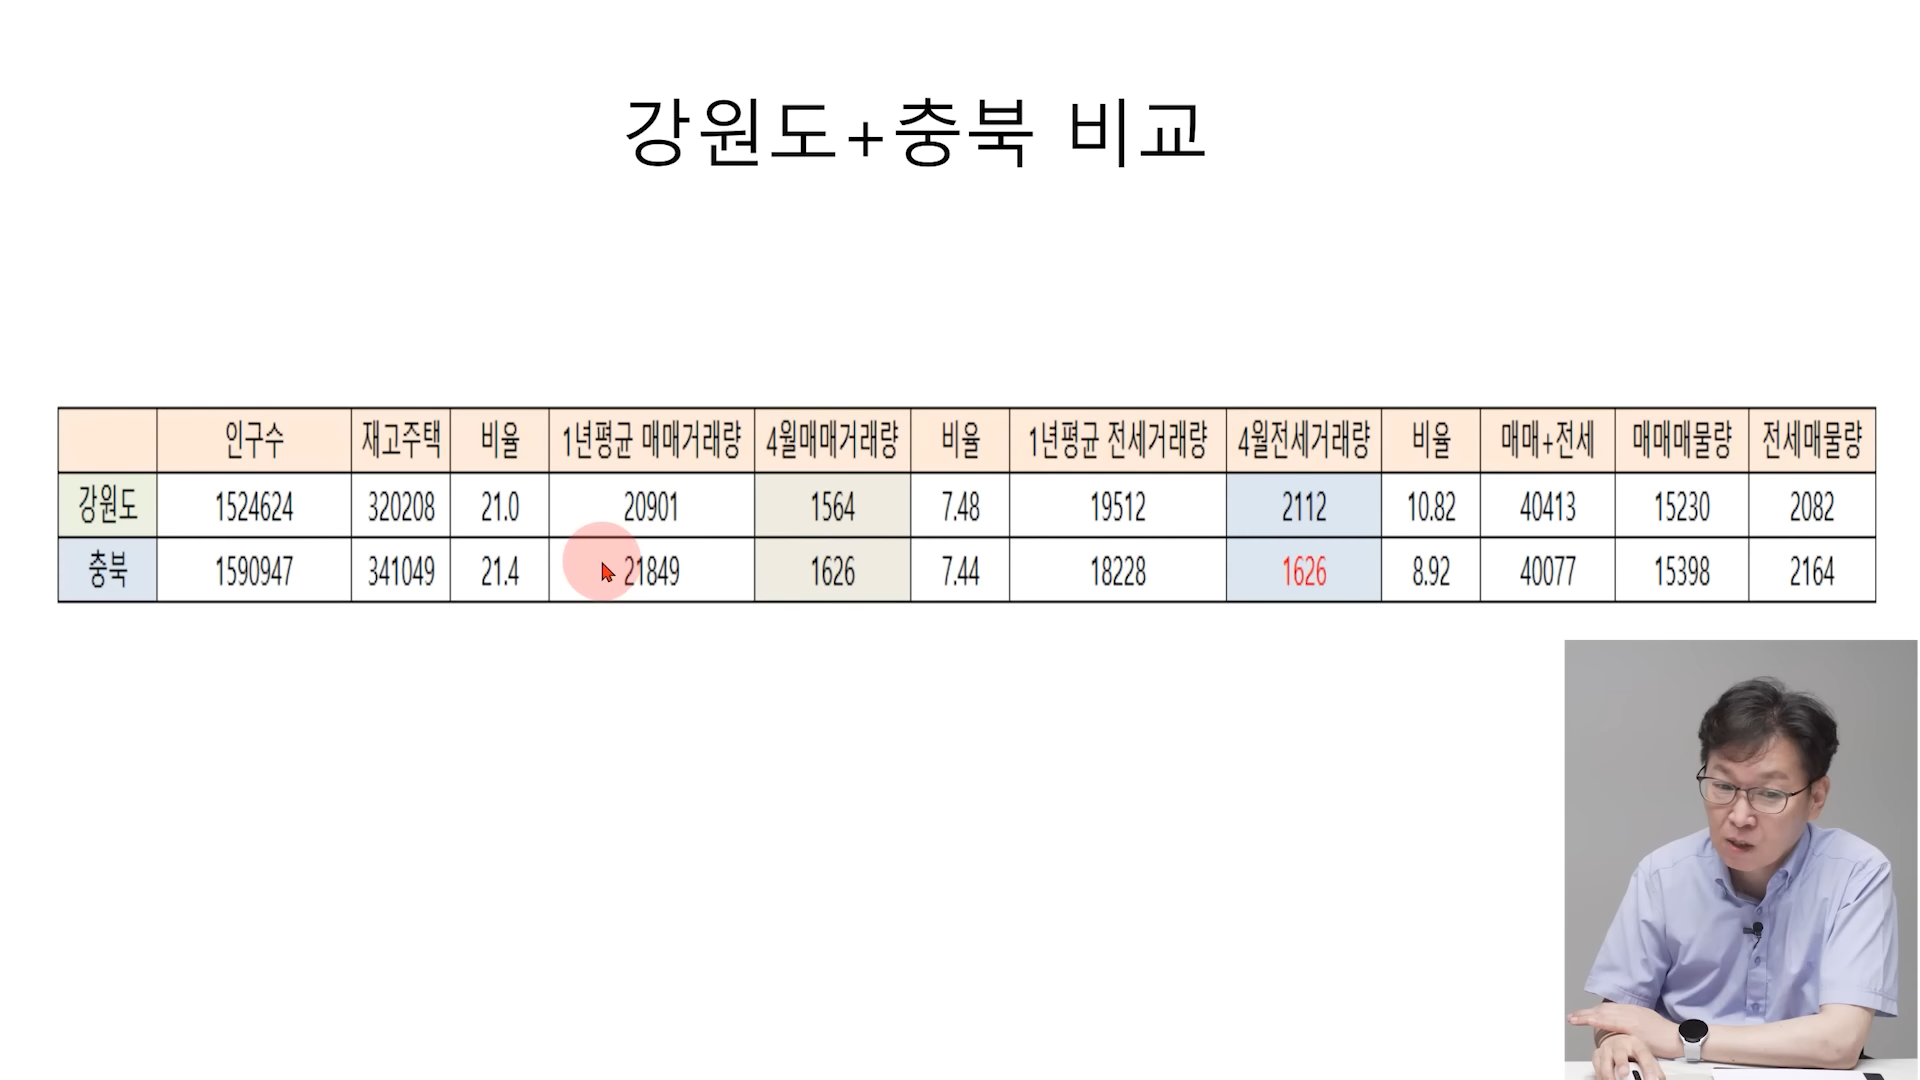 강원도+충북 비교
인구수 재고주택 비율 1년평균 매매거래량 4월매매거래량 비율 1년평균 전세거래량 4월전세거래량 비율 매매+전세 매매매물량 전세매물량
강원도 1524624 320208 21.0 20901 1564 7.48 19512 2112 10.82 40413 15230 2082
충북 1590947 341049 21.4 21849 1626 7.44 18228 1626 8.92 40077 15398 2164